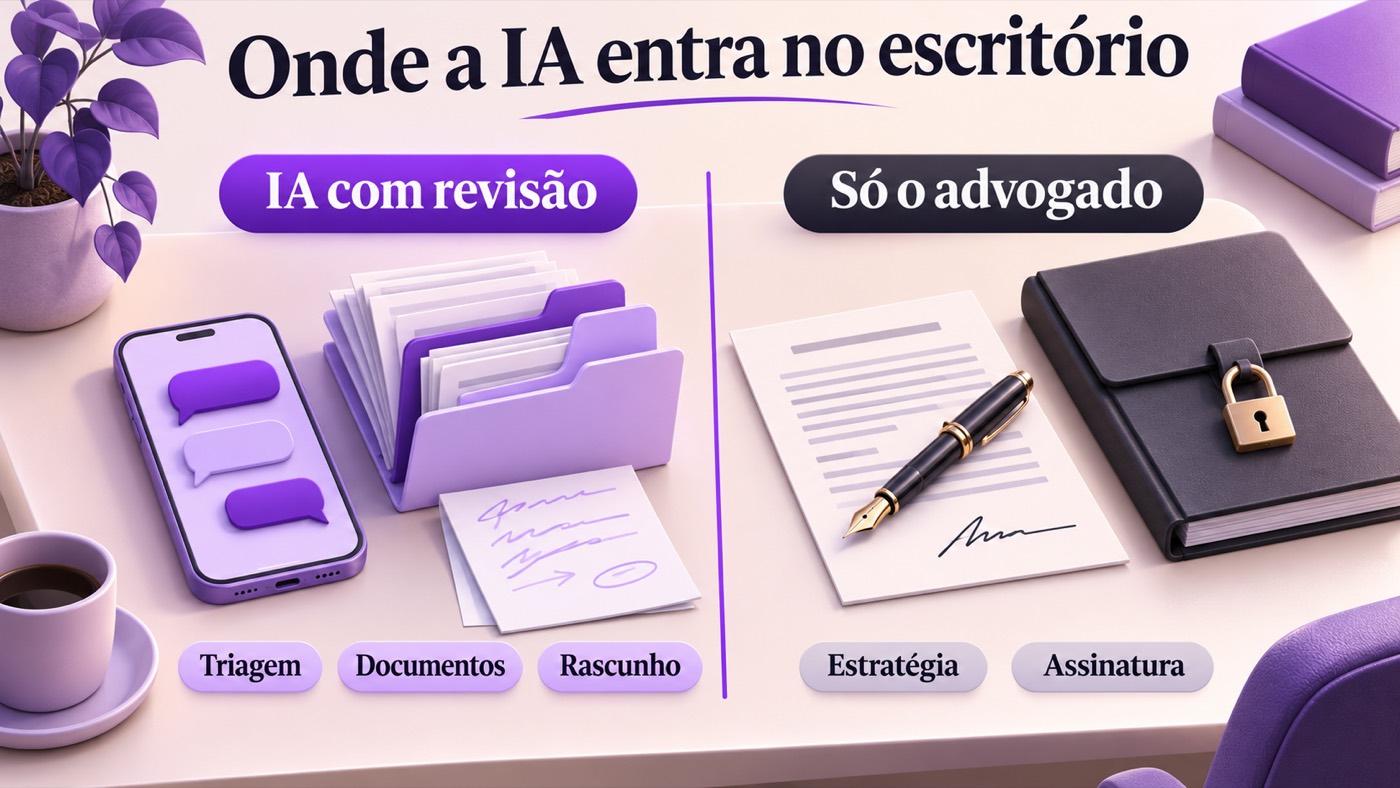 Onde a IA entra no escritório
IA com revisão
Só o advogado
Triagem
Documentos
Rascunho
Estratégia
Assinatura